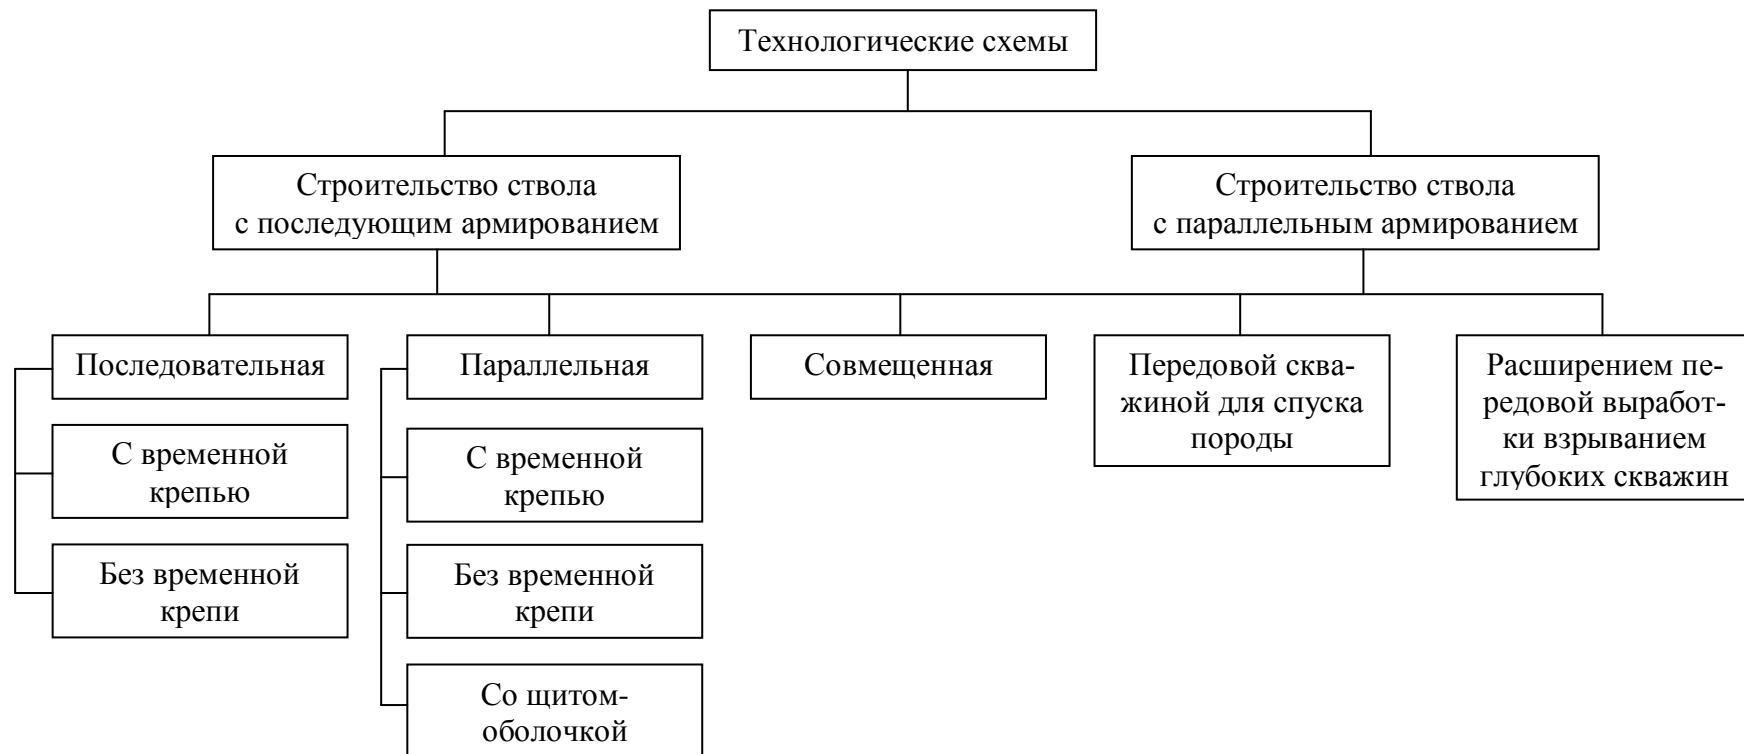 Технологические схемы
Строительство ствола
с последующим армированием
Строительство ствола
с параллельным армированием
Последовательная
С временной
крепью
Без временной
крепи
Параллельная
С временной
крепью
Без временной
крепи
Со щитом-
оболочкой
Совмещенная
Передовой сква-
жиной для спуска
породы
Расширением пе-
редовой выработ-
ки взрыванием
глубоких скважин